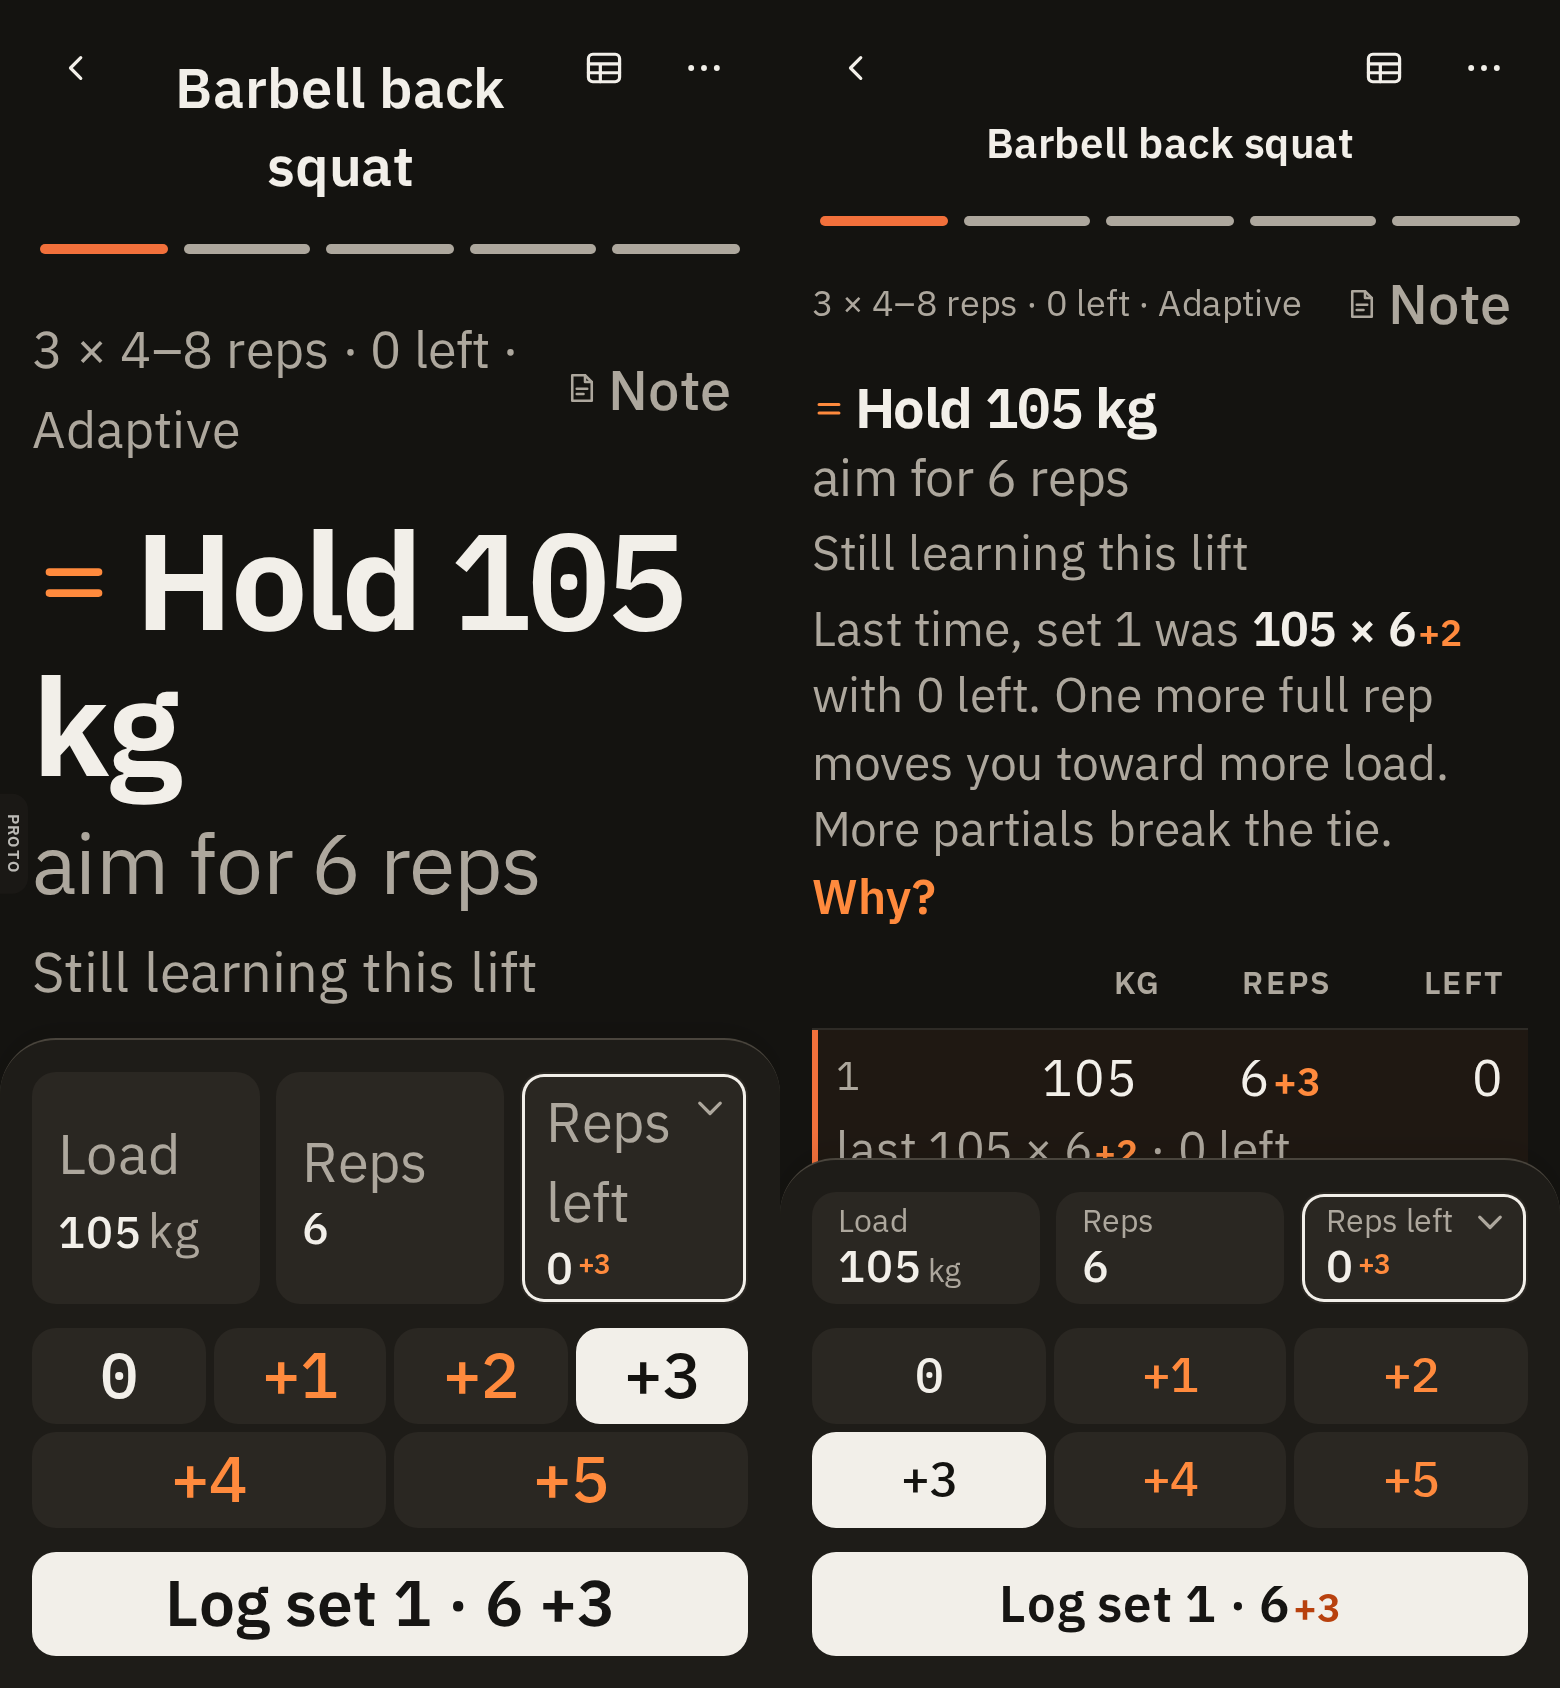 Barbell back
squat
3 × 4–8 reps · 0 left ·
Adaptive
Note
= Hold 105
kg
aim for 6 reps
Still learning this lift
PROTO
Load
105 kg
Reps
6
Reps
left
0 +3
0 +1 +2 +3
+4 +5
Log set 1 · 6 +3
Barbell back squat
3 × 4–8 reps · 0 left · Adaptive
Note
= Hold 105 kg
aim for 6 reps
Still learning this lift
Last time, set 1 was 105 × 6+2
with 0 left. One more full rep
moves you toward more load.
More partials break the tie.
Why?
KG REPS LEFT
1 105 6+3 0
last 105 × 6+2 · 0 left
Load
105 kg
Reps
6
Reps left
0 +3
0 +1 +2
+3 +4 +5
Log set 1 · 6+3